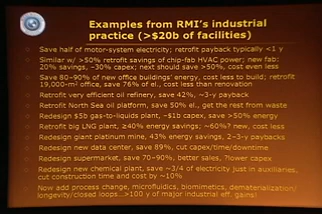 Examples from RMI's industrial
practice (>$20b of facilities)
Save half of motor-system electricity; retrofit payback typically <1 y
Similar w/ >50% retrofit savings of chip-fab HVAC power; new fab:
20% savings, –30% capex; next should save >50%, cost even less
Save 80–90% of new office buildings' energy, cost less to build; retrofit
19,000-m² office, save 76% of el., cost less than renovation
Retrofit very efficient oil refinery, save 42%, ~3-y payback
Retrofit North Sea oil platform, save 50% el., get the rest from waste
Redesign $5b gas-to-liquids plant, –$1b capex, save >50% energy
Retrofit big LNG plant, ≥40% energy savings; ~60%? new, cost less
Redesign giant platinum mine, 43% energy savings, 2–3-y paybacks
Redesign new data center, save 89%, cut capex/time/downtime
Redesign supermarket, save 70–90%, better sales, ?lower capex
Redesign new chemical plant, save ~3/4 of electricity just in auxiliaries,
cut construction time and cost by ~10%
Now add process change, microfluidics, biomimetics, dematerialization/
longevity/closed loops...>100 y of major industrial eff. gains!